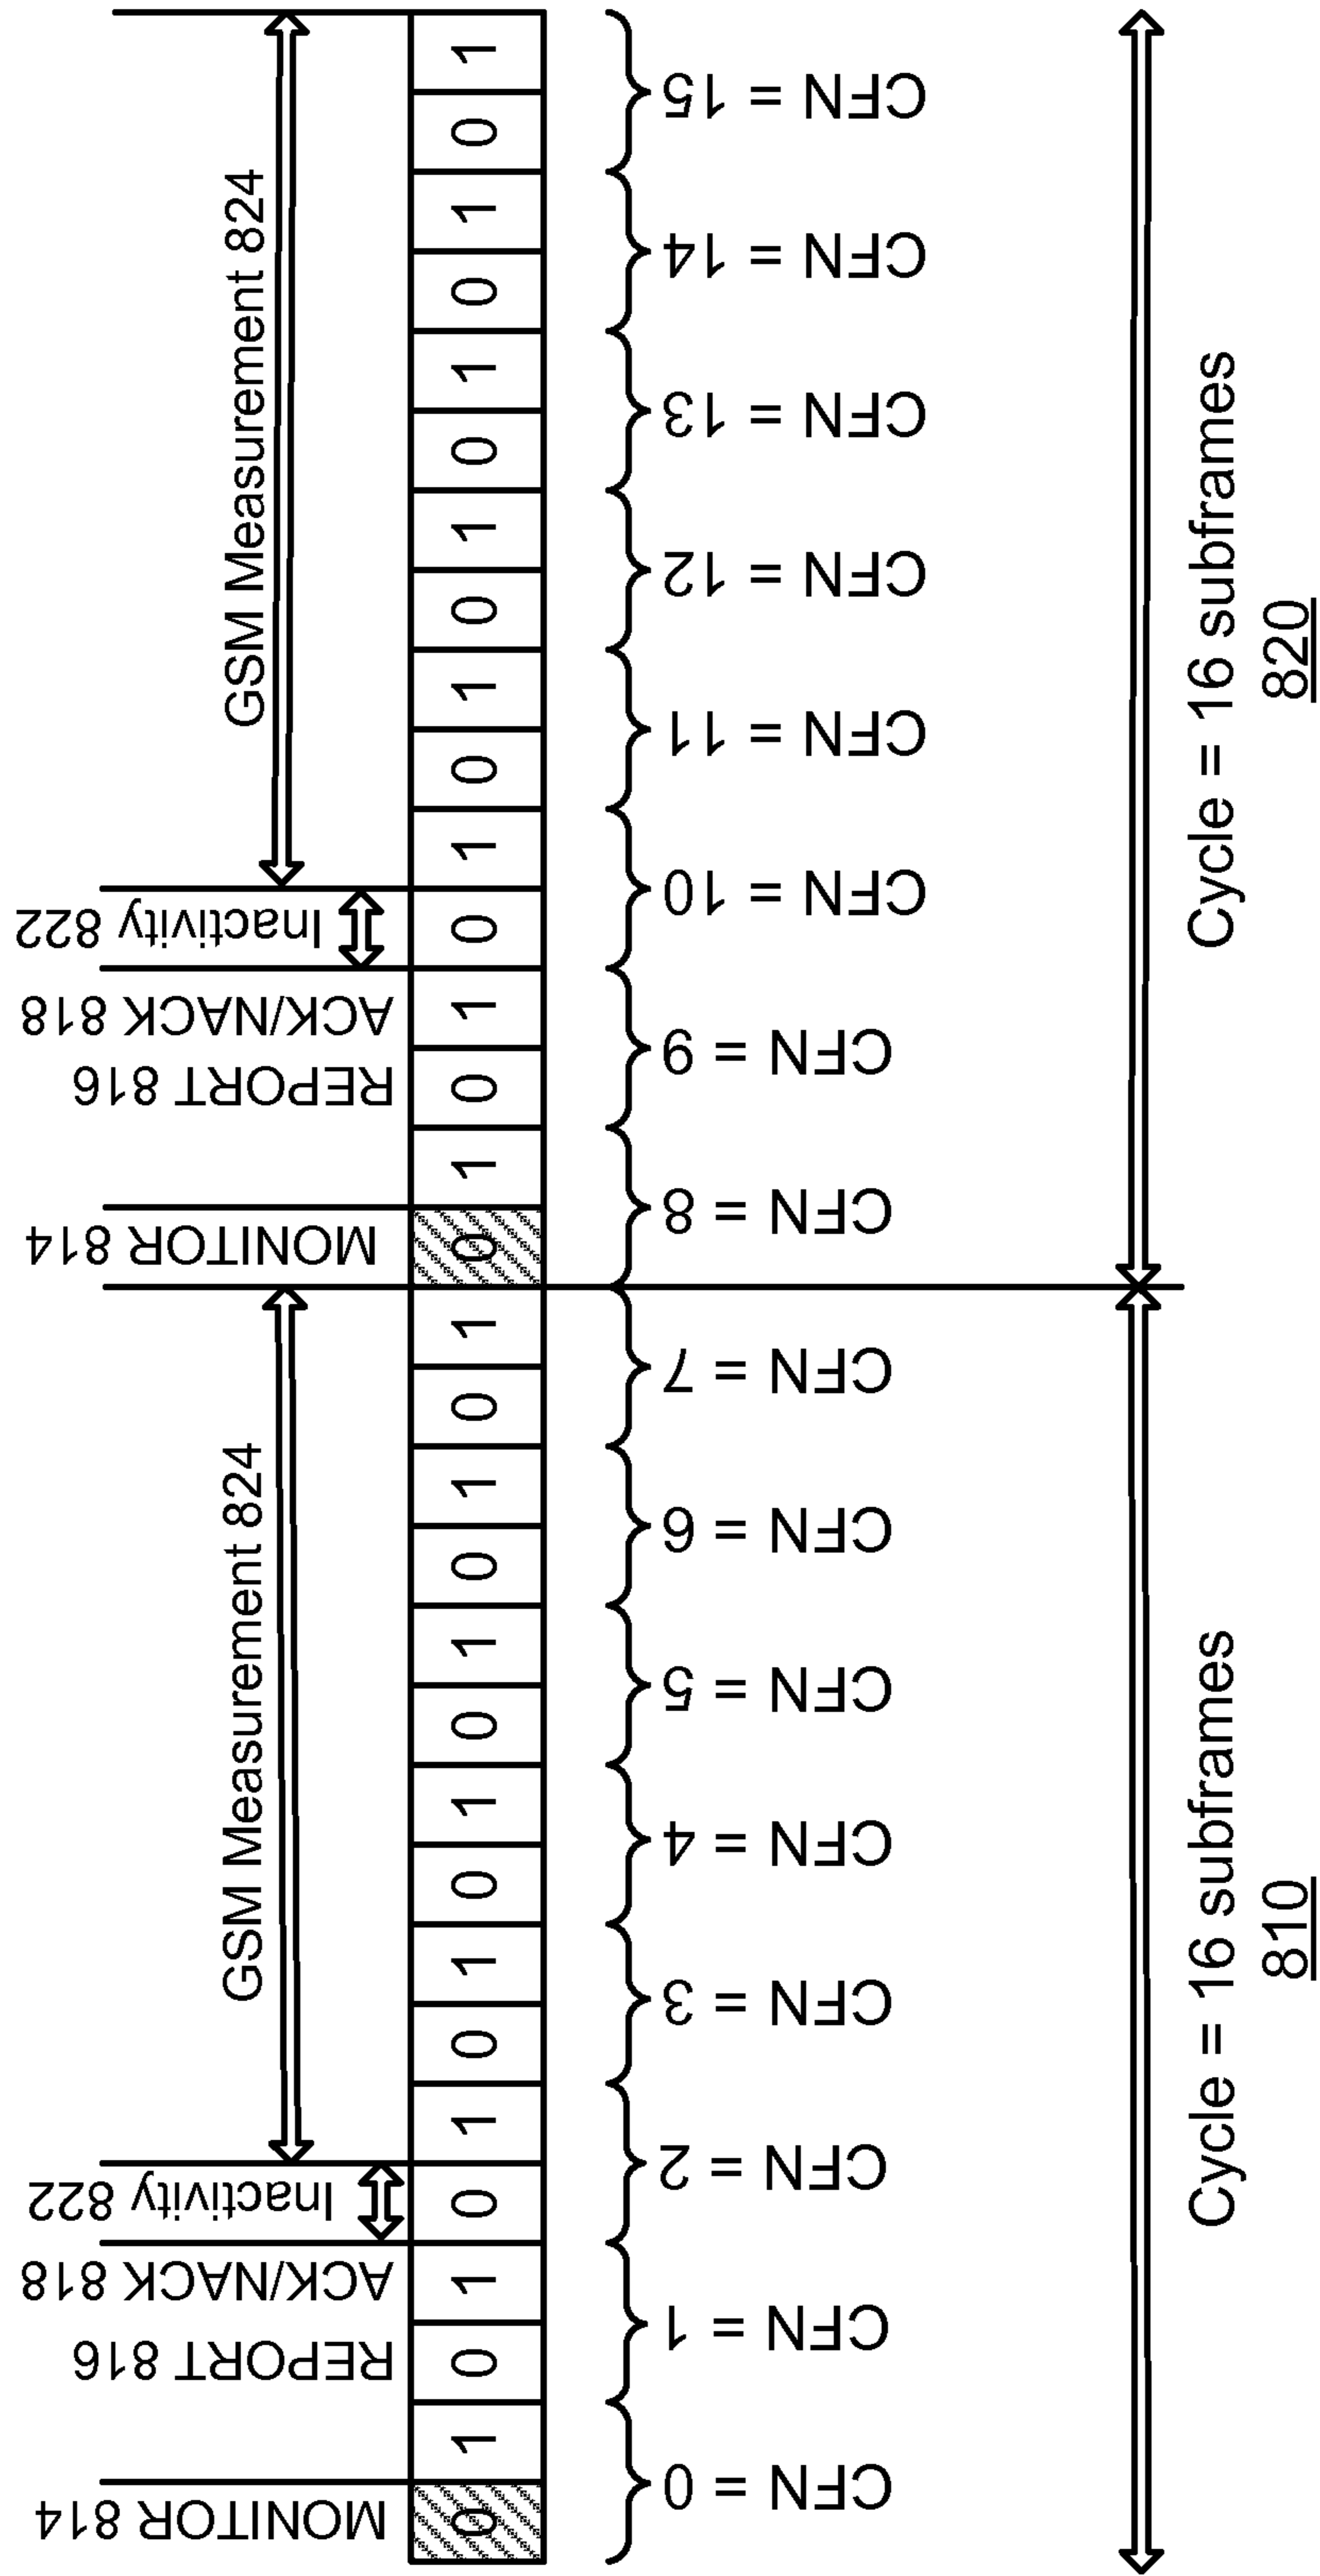 GSM Measurement 824
GSM Measurement 824
MONITOR 814
REPORT 816
ACK/NACK 818
Inactivity 822
MONITOR 814
REPORT 816
ACK/NACK 818
Inactivity 822
0 1 0 1 0 1 0 1 0 1 0 1 0 1 0 1 0 1 0 1 0 1 0 1 0 1 0 1 0 1 0 1
CFN = 0
CFN = 1
CFN = 2
CFN = 3
CFN = 4
CFN = 5
CFN = 6
CFN = 7
CFN = 8
CFN = 9
CFN = 10
CFN = 11
CFN = 12
CFN = 13
CFN = 14
CFN = 15
Cycle = 16 subframes
810
Cycle = 16 subframes
820